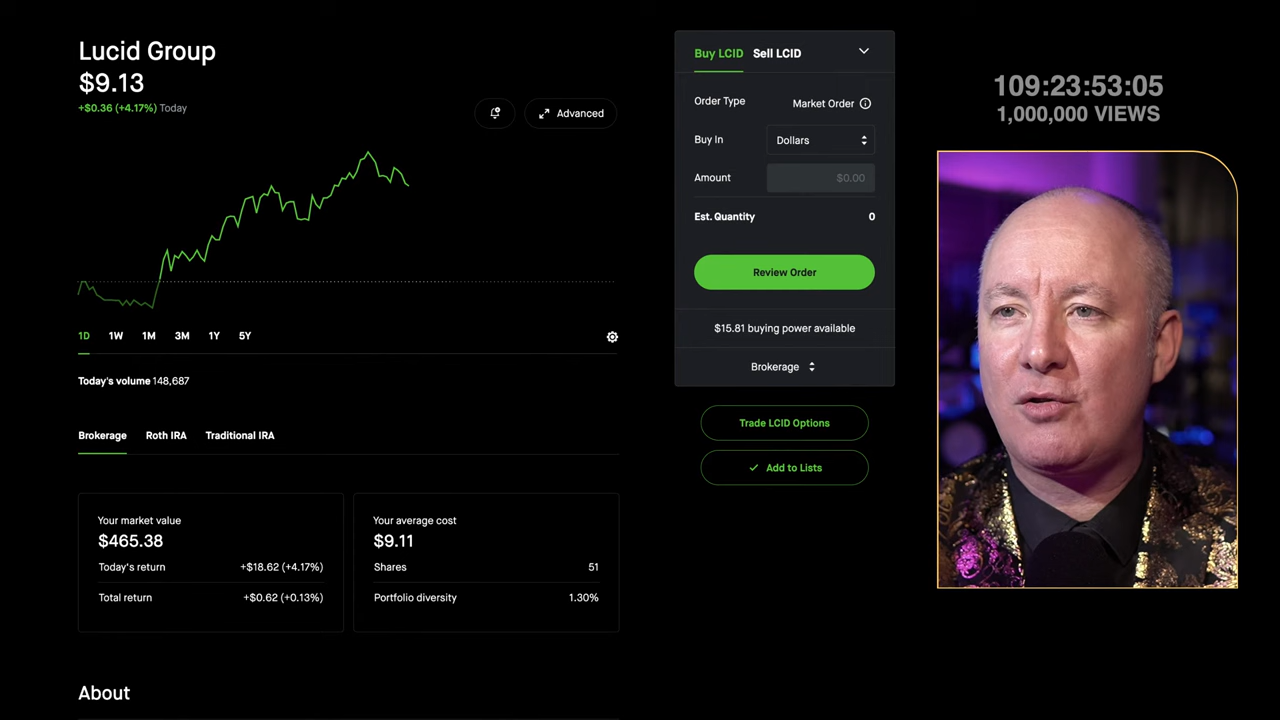 Lucid Group
$9.13
+$0.36 (+4.17%) Today
Advanced
1D 1W 1M 3M 1Y 5Y
Today's volume 148,687
Brokerage Roth IRA Traditional IRA
Your market value
$465.38
Today's return +$18.62 (+4.17%)
Total return +$0.62 (+0.13%)
Your average cost
$9.11
Shares 51
Portfolio diversity 1.30%
About
Buy LCID Sell LCID
Order Type Market Order
Buy In Dollars
Amount $0.00
Est. Quantity 0
Review Order
$15.81 buying power available
Brokerage
Trade LCID Options
Add to Lists
109:23:53:05
1,000,000 VIEWS